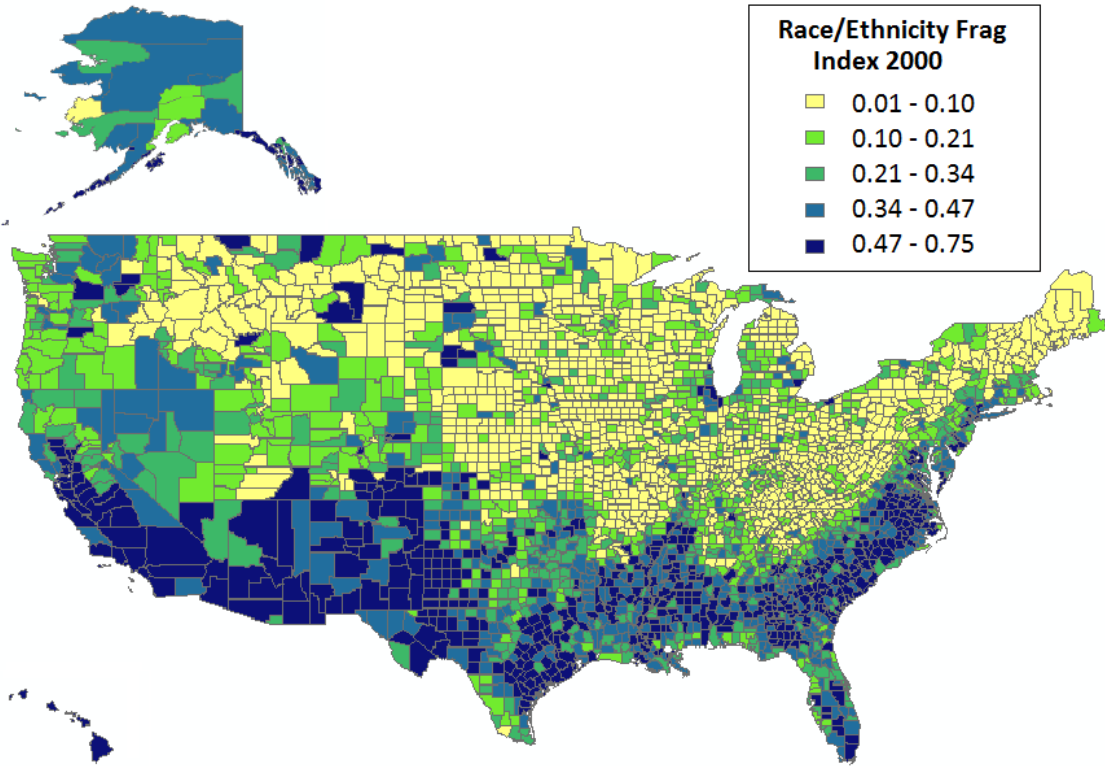 Race/Ethnicity Frag
Index 2000
0.01 - 0.10
0.10 - 0.21
0.21 - 0.34
0.34 - 0.47
0.47 - 0.75